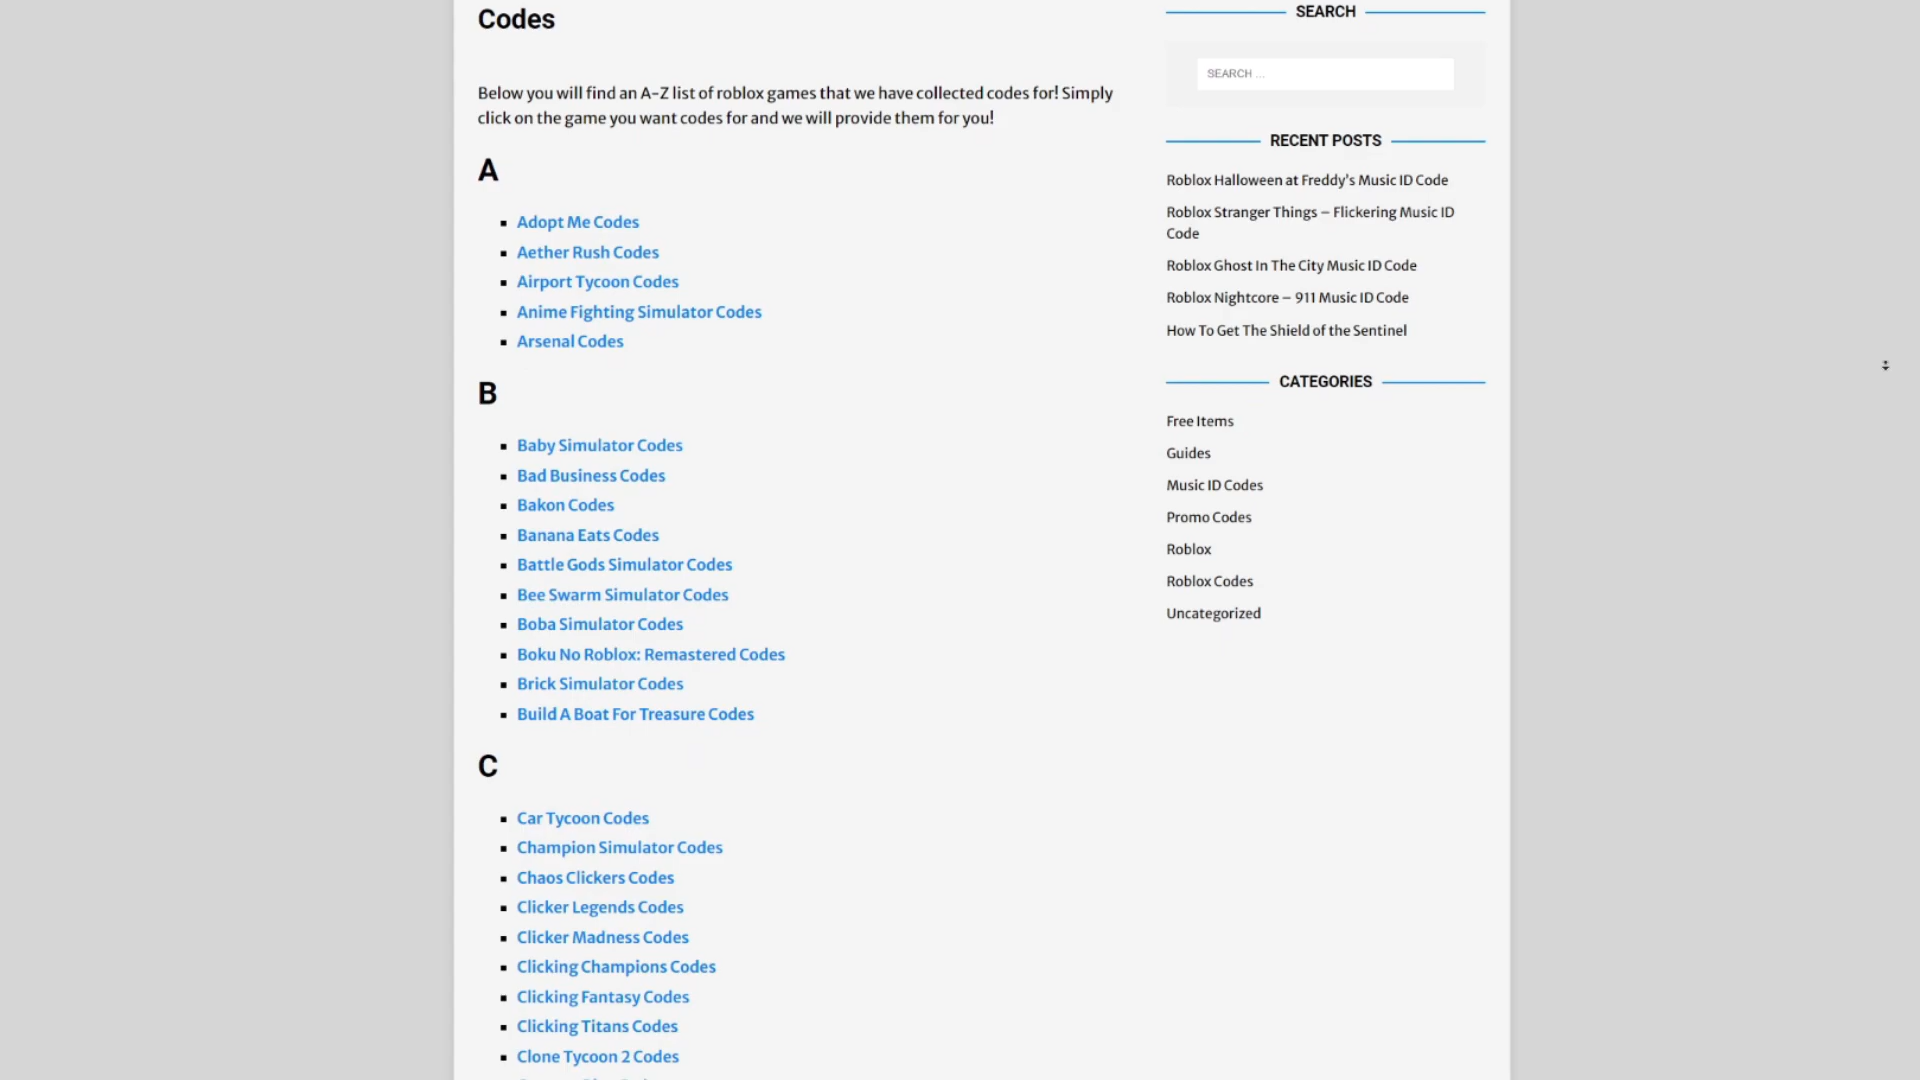 Codes
Below you will find an A-Z list of roblox games that we have collected codes for! Simply
click on the game you want codes for and we will provide them for you!
A
Adopt Me Codes
Aether Rush Codes
Airport Tycoon Codes
Anime Fighting Simulator Codes
Arsenal Codes
B
Baby Simulator Codes
Bad Business Codes
Bakon Codes
Banana Eats Codes
Battle Gods Simulator Codes
Bee Swarm Simulator Codes
Boba Simulator Codes
Boku No Roblox: Remastered Codes
Brick Simulator Codes
Build A Boat For Treasure Codes
C
Car Tycoon Codes
Champion Simulator Codes
Chaos Clickers Codes
Clicker Legends Codes
Clicker Madness Codes
Clicking Champions Codes
Clicking Fantasy Codes
Clicking Titans Codes
Clone Tycoon 2 Codes
SEARCH
SEARCH ...
RECENT POSTS
Roblox Halloween at Freddy's Music ID Code
Roblox Stranger Things – Flickering Music ID
Code
Roblox Ghost In The City Music ID Code
Roblox Nightcore – 911 Music ID Code
How To Get The Shield of the Sentinel
CATEGORIES
Free Items
Guides
Music ID Codes
Promo Codes
Roblox
Roblox Codes
Uncategorized